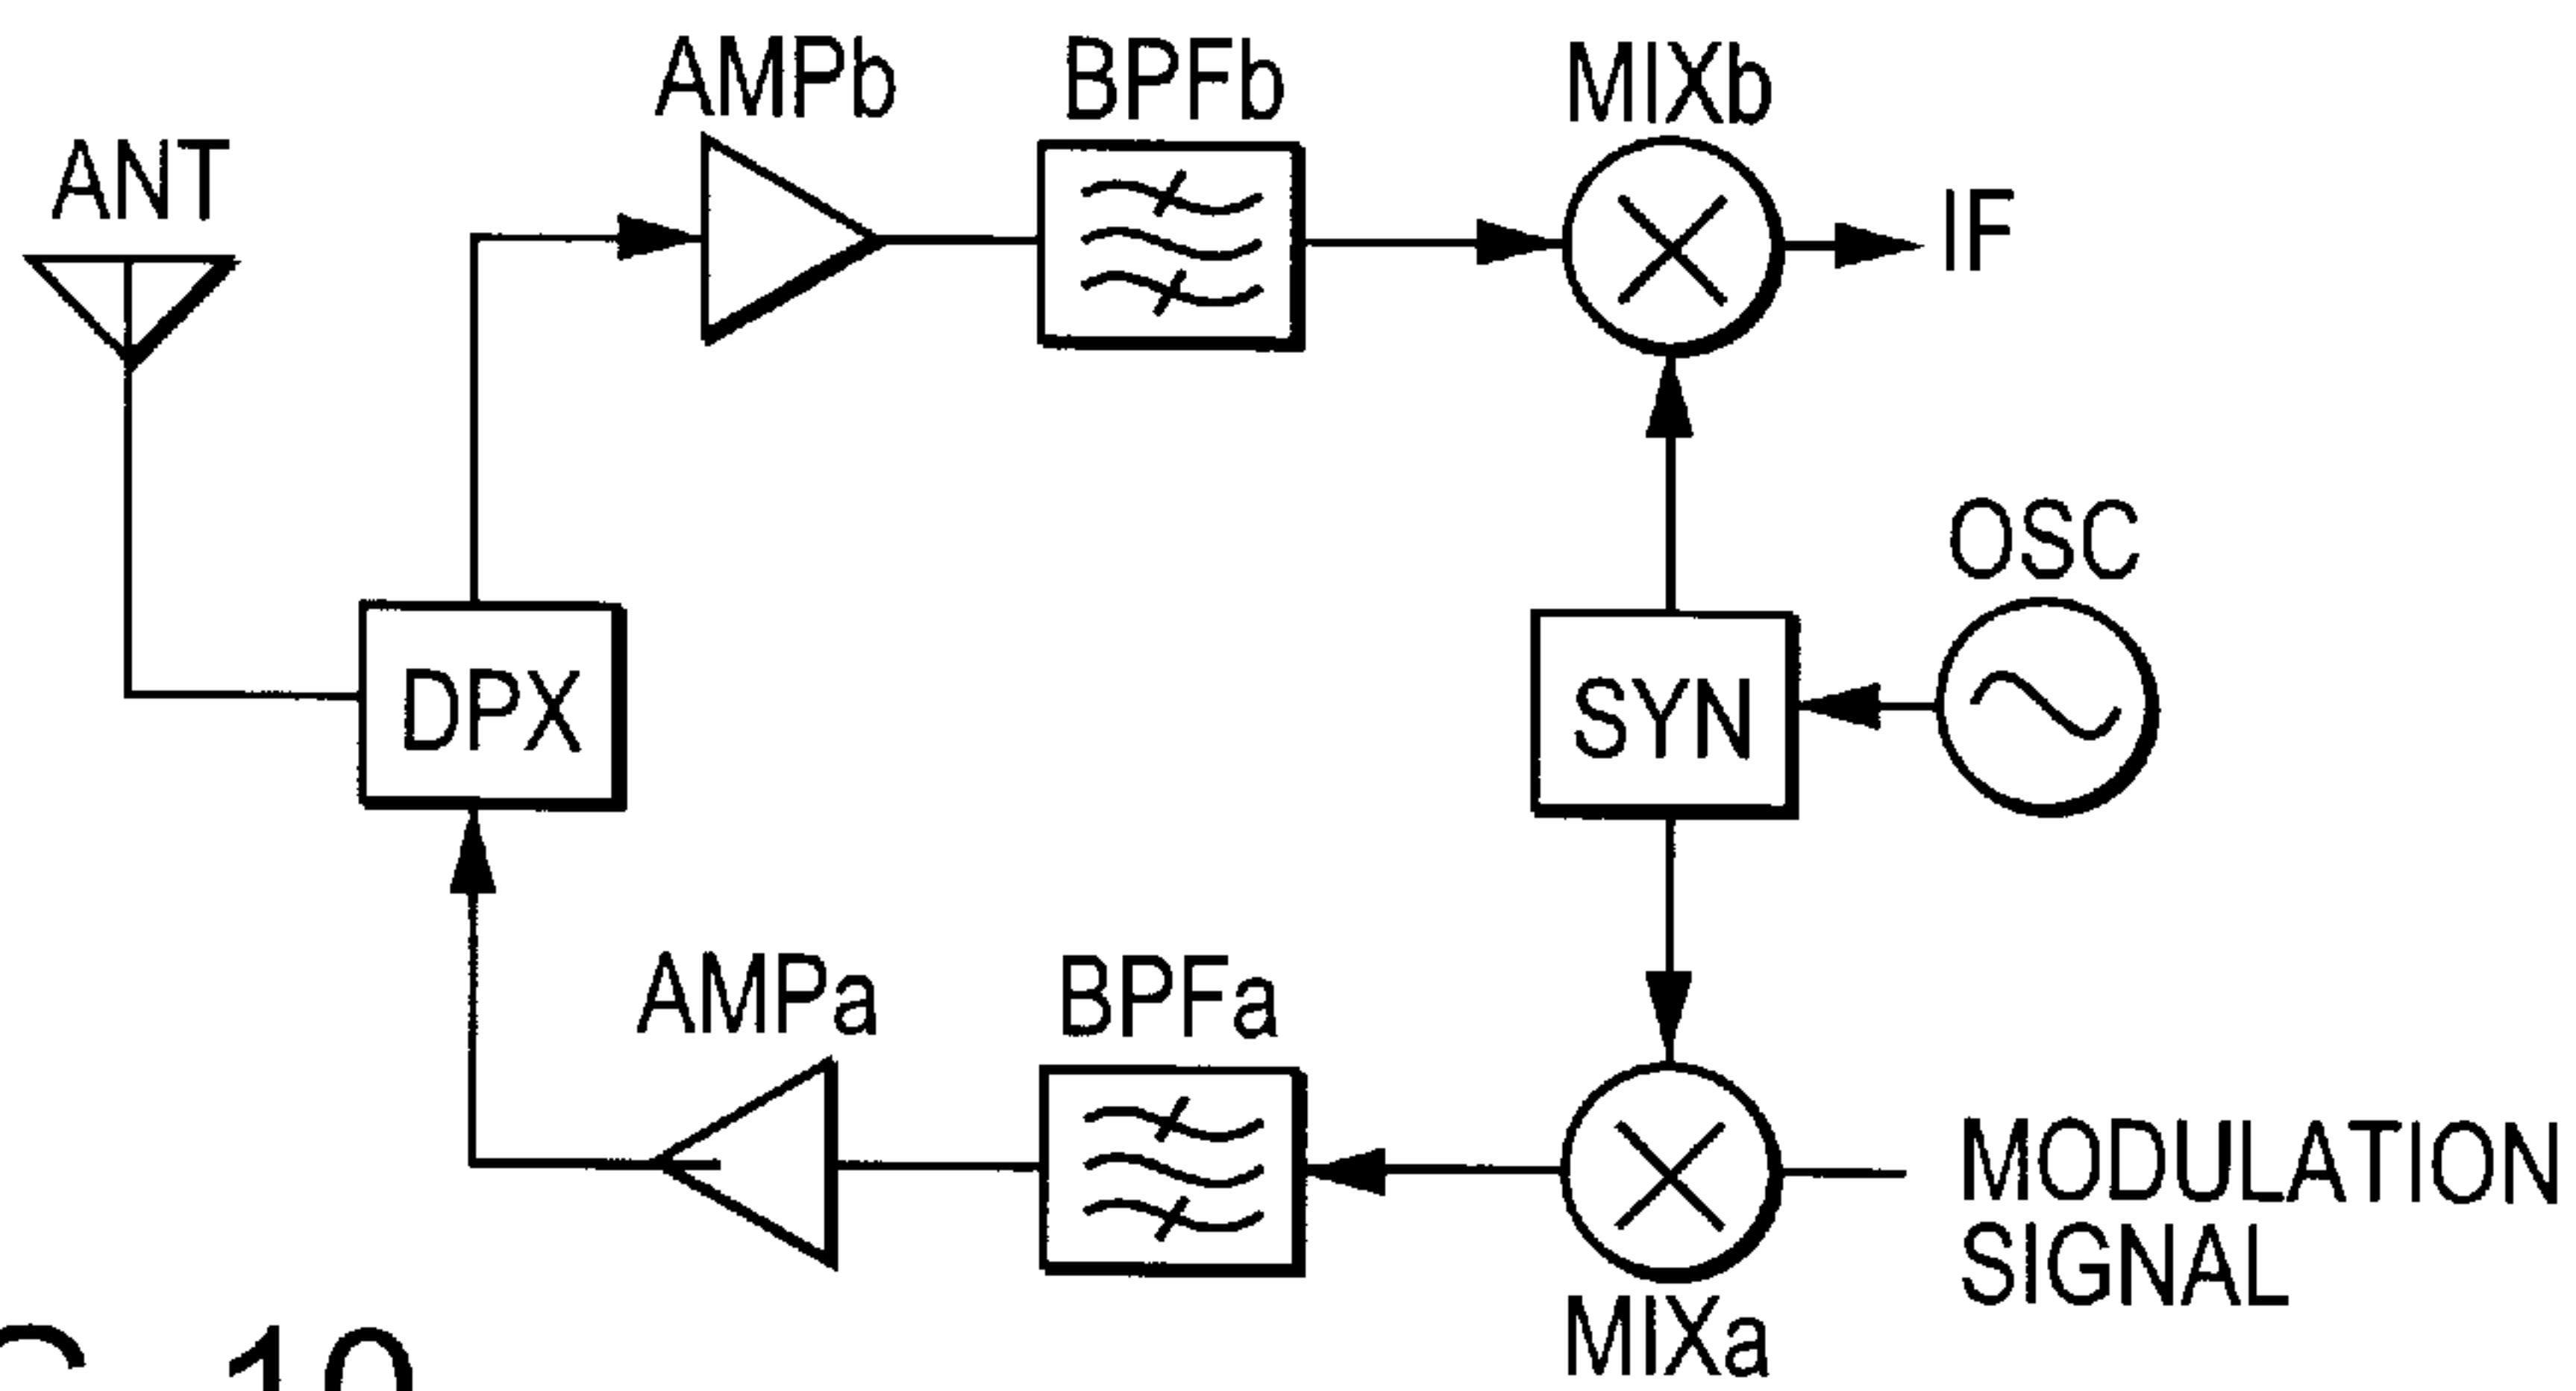 AMPb
BPFb
MIXb
ANT
IF
OSC
DPX
SYN
AMPa
BPFa
MODULATION
SIGNAL
MIXa